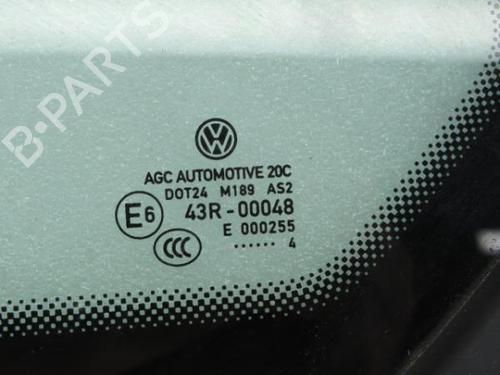 B-PARTS
VW
AGC AUTOMOTIVE 20C
DOT24 M189 AS2
E6 43R-00048
E 000255
CCC ...... 4